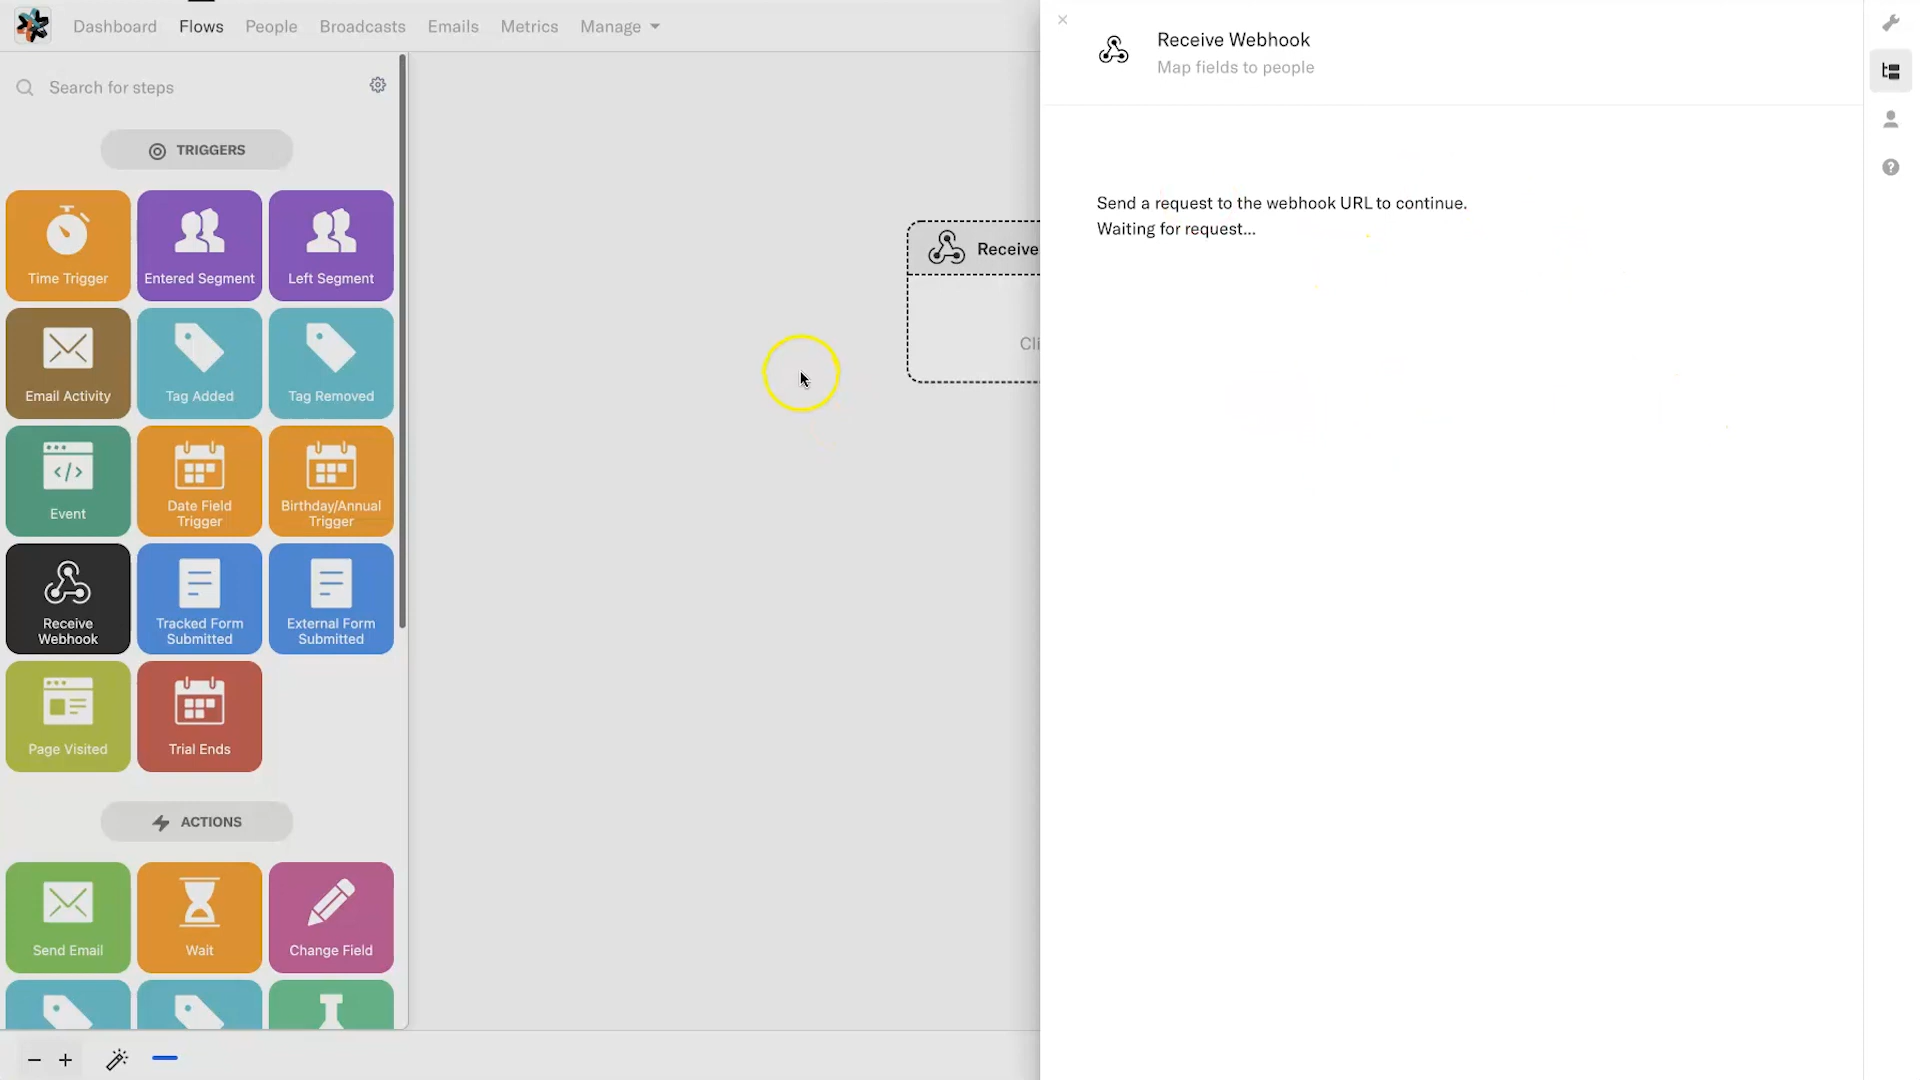 Dashboard Flows People Broadcasts Emails Metrics Manage
Search for steps
TRIGGERS
Time Trigger
Entered Segment
Left Segment
Email Activity
Tag Added
Tag Removed
Event
Date Field
Trigger
Birthday/Annual
Trigger
Receive
Webhook
Tracked Form
Submitted
External Form
Submitted
Page Visited
Trial Ends
ACTIONS
Send Email
Wait
Change Field
Receive
Cli
Receive Webhook
Map fields to people
Send a request to the webhook URL to continue.
Waiting for request...